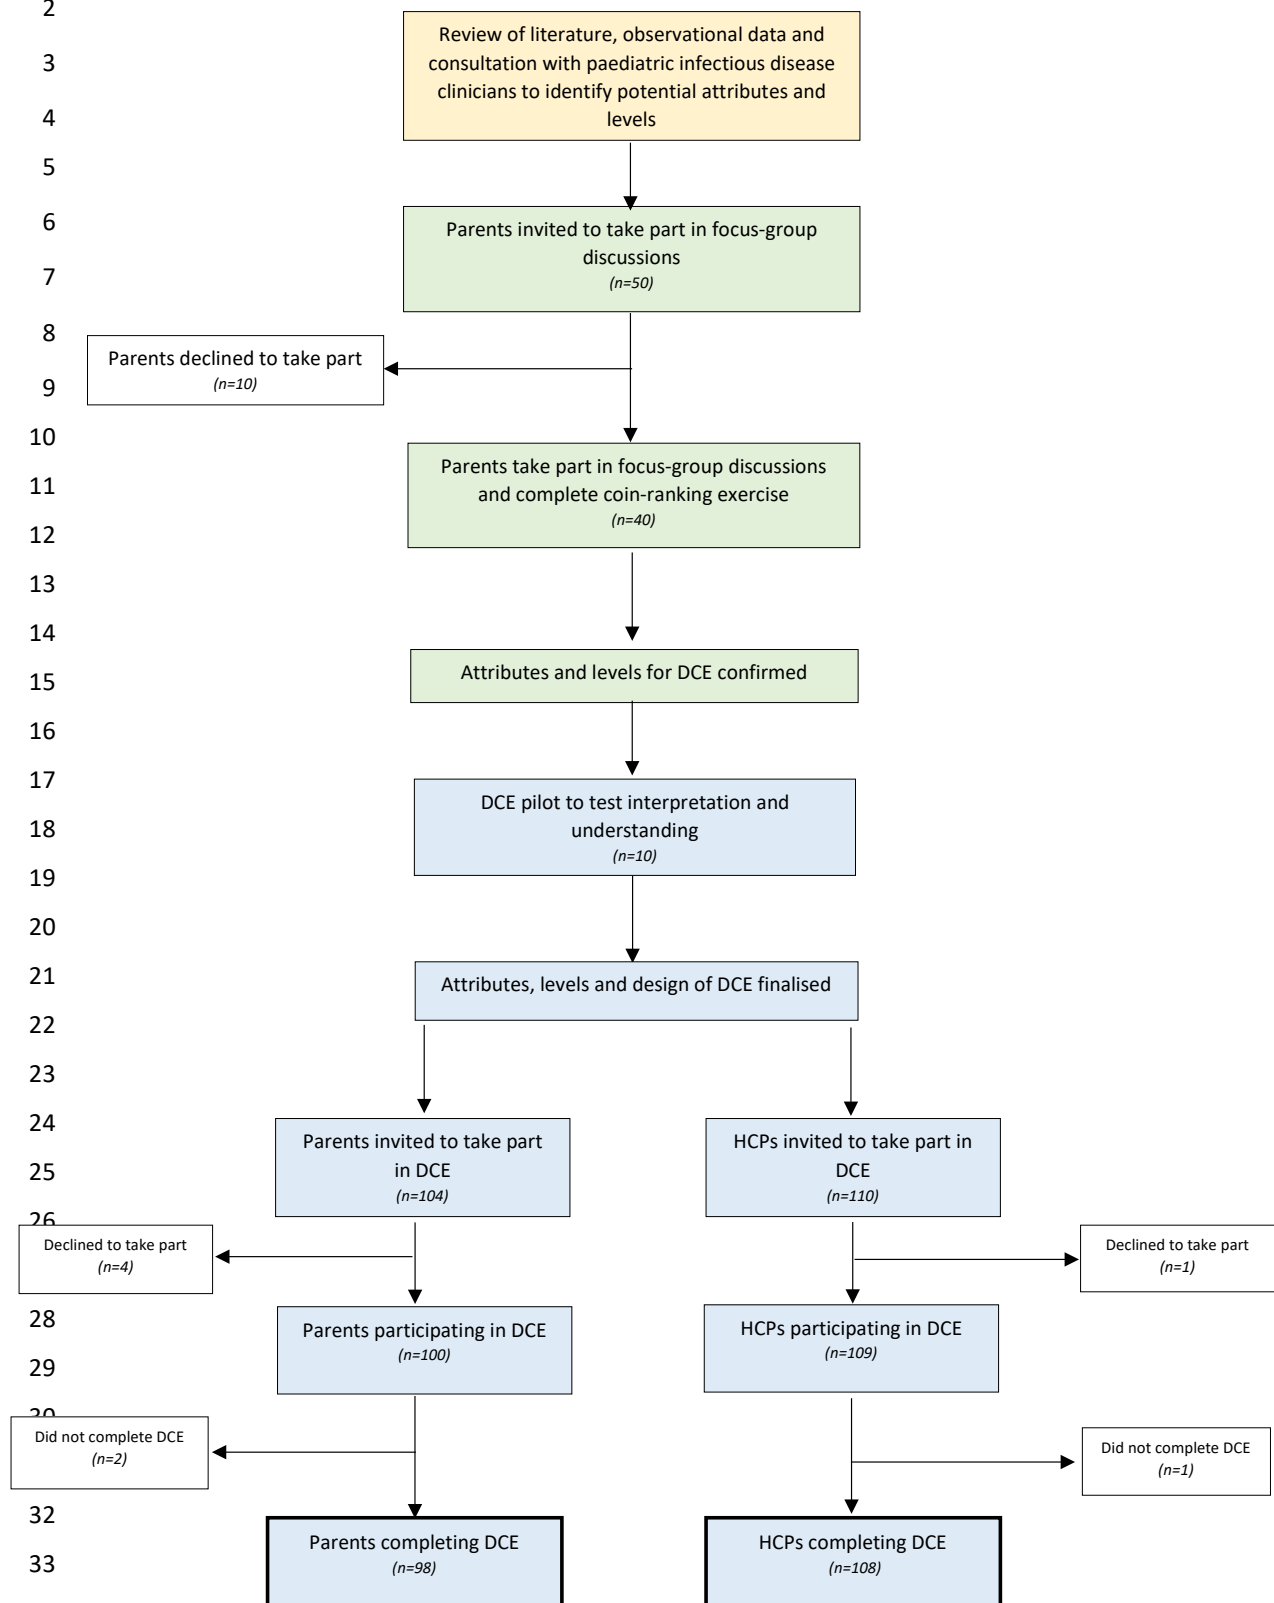 2
Review of literature, observational data and
3
consultation with paediatric infectious disease
clinicians to identify potential attributes and
4
levels
5
6
Parents invited to take part in focus-group
discussions
7
(n=50)
8
Parents declined to take part
(n=10)
9
10
Parents take part in focus-group discussions
11
and complete coin-ranking exercise
(n=40)
12
13
14
15
Attributes and levels for DCE confirmed
16
17
DCE pilot to test interpretation and
18
understanding
(n=10)
19
20
21
Attributes, levels and design of DCE finalised
22
23
24
Parents invited to take part
in DCE
(n=104)
HCPs invited to take part in
DCE
(n=110)
25
26
Declined to take part
(n=4)
Declined to take part
(n=1)
28
Parents participating in DCE
(n=100)
HCPs participating in DCE
(n=109)
29
30
Did not complete DCE
(n=2)
Did not complete DCE
(n=1)
32
Parents completing DCE
(n=98)
HCPs completing DCE
(n=108)
33